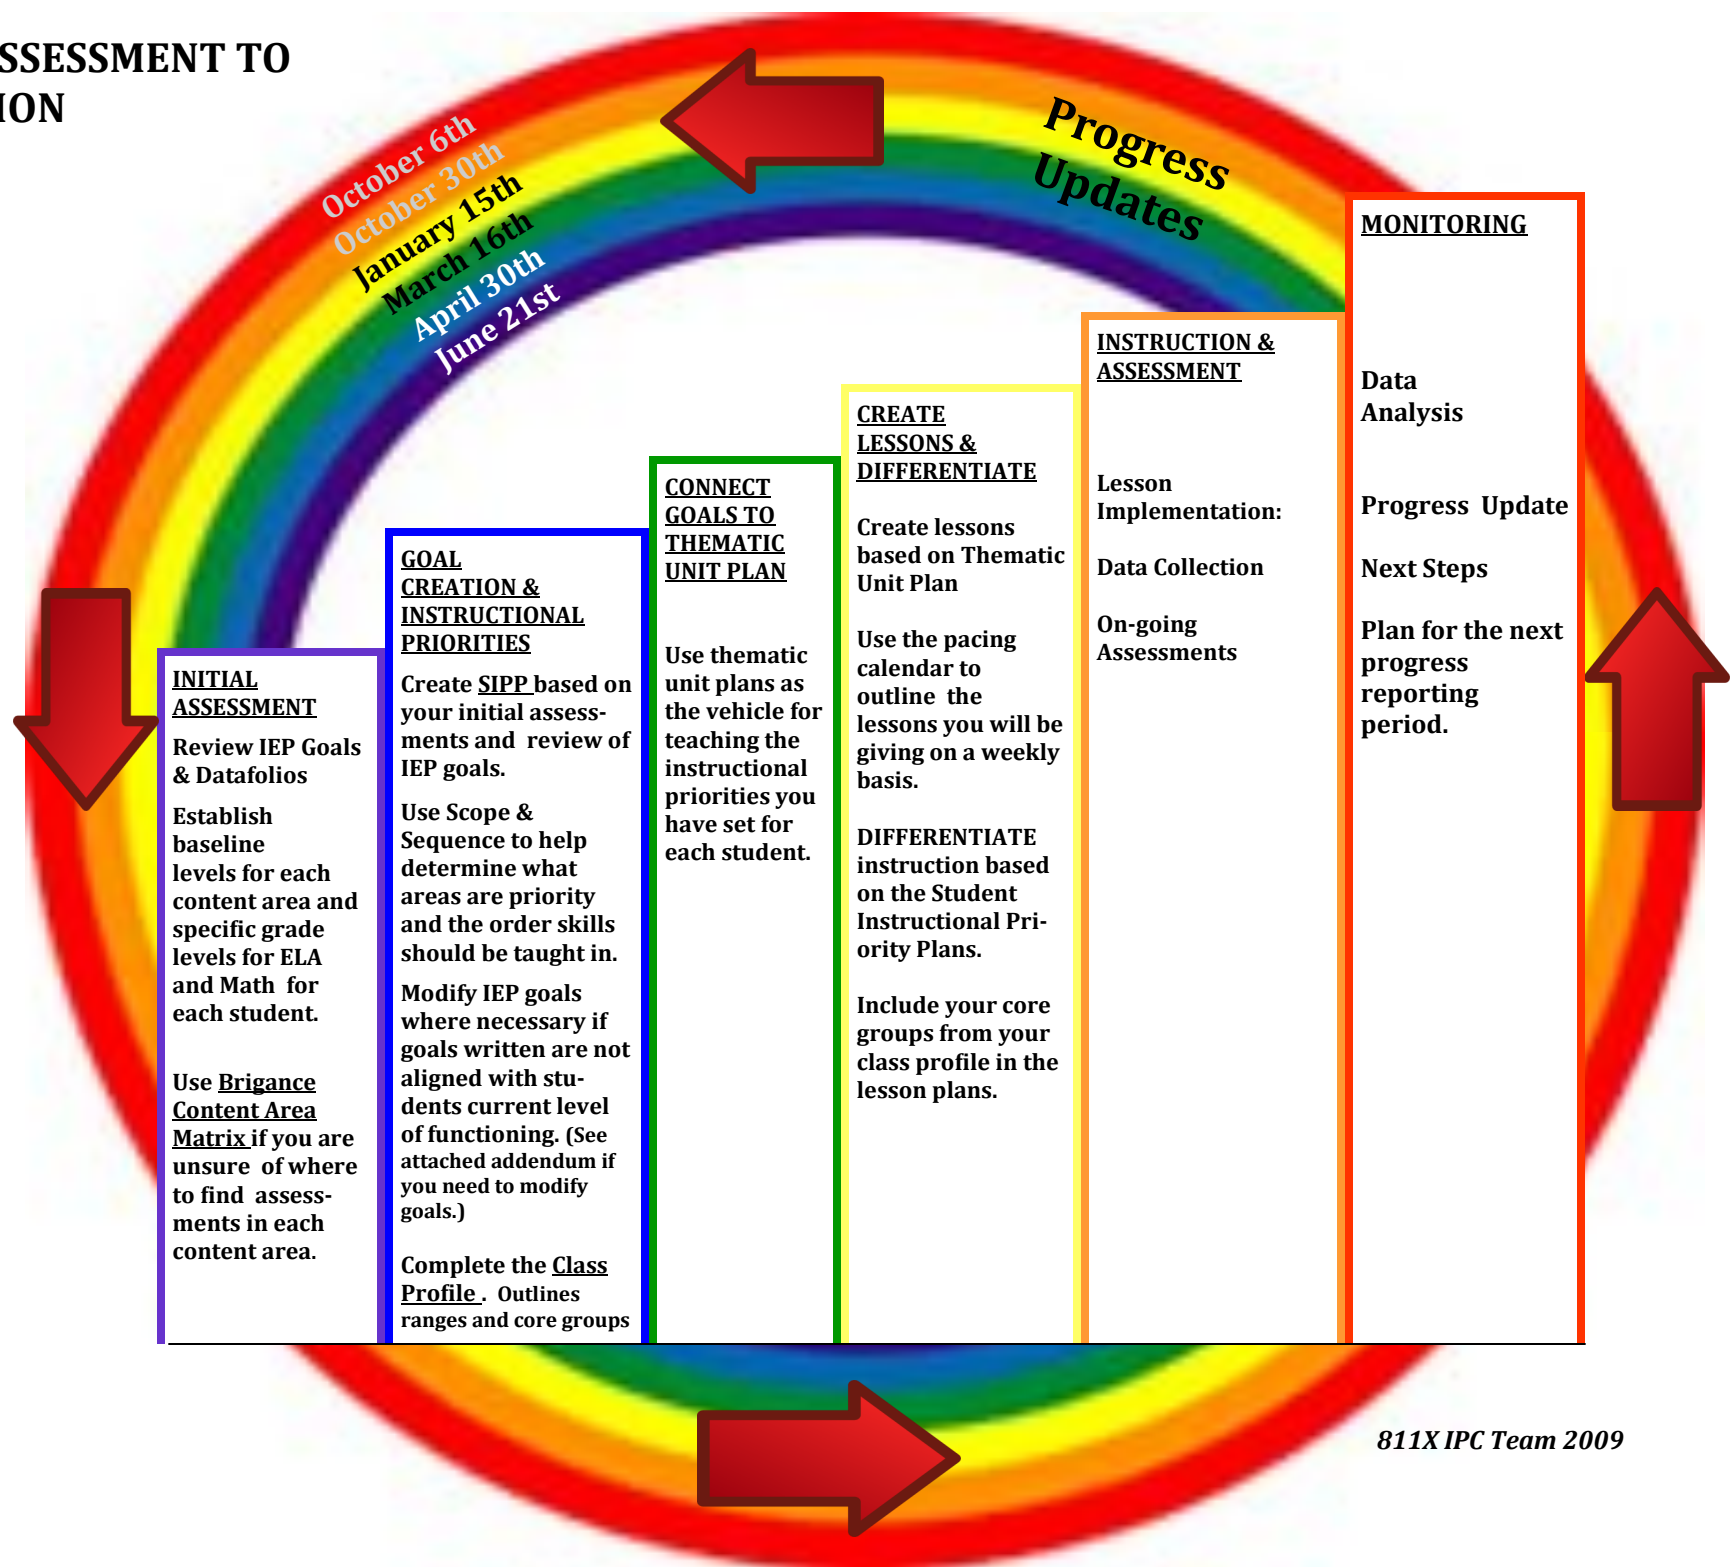 SSESSMENT TO
ION
October 6th
October 30th
January 15th
March 16th
April 30th
June 21st
Progress
Updates
INITIAL
ASSESSMENT
Review IEP Goals
& Datafolios
Establish
baseline
levels for each
content area and
specific grade
levels for ELA
and Math for
each student.
Use Brigance
Content Area
Matrix if you are
unsure of where
to find assess-
ments in each
content area.
GOAL
CREATION &
INSTRUCTIONAL
PRIORITIES
Create SIPP based on
your initial assess-
ments and review of
IEP goals.
Use Scope &
Sequence to help
determine what
areas are priority
and the order skills
should be taught in.
Modify IEP goals
where necessary if
goals written are not
aligned with stu-
dents current level
of functioning. (See
attached addendum if
you need to modify
goals.)
Complete the Class
Profile . Outlines
ranges and core groups
CONNECT
GOALS TO
THEMATIC
UNIT PLAN
Use thematic
unit plans as
the vehicle for
teaching the
instructional
priorities you
have set for
each student.
CREATE
LESSONS &
DIFFERENTIATE
Create lessons
based on Thematic
Unit Plan
Use the pacing
calendar to
outline the
lessons you will be
giving on a weekly
basis.
DIFFERENTIATE
instruction based
on the Student
Instructional Pri-
ority Plans.
Include your core
groups from your
class profile in the
lesson plans.
INSTRUCTION &
ASSESSMENT
Lesson
Implementation:
Data Collection
On-going
Assessments
MONITORING
Data
Analysis
Progress Update
Next Steps
Plan for the next
progress
reporting
period.
811X IPC Team 2009